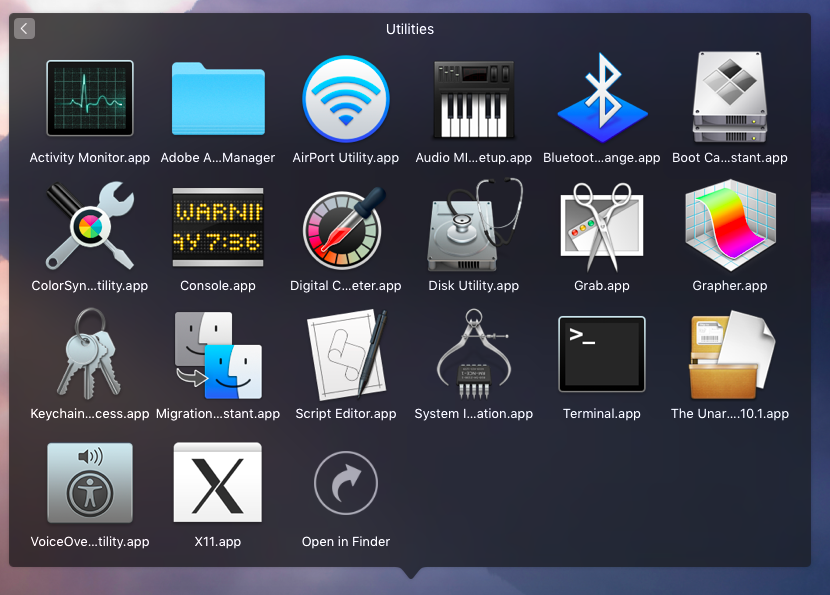 Utilities
Activity Monitor.app
Adobe A...Manager
AirPort Utility.app
Audio MI...etup.app
Bluetoot...ange.app
Boot Ca...stant.app
WARNIN
AY 7:36
ColorSyn...tility.app
Console.app
Digital C...eter.app
Disk Utility.app
Grab.app
Grapher.app
>_
Keychain...cess.app
Migration...stant.app
Script Editor.app
System I...ation.app
Terminal.app
The Unar....10.1.app
VoiceOve...tility.app
X
X11.app
Open in Finder